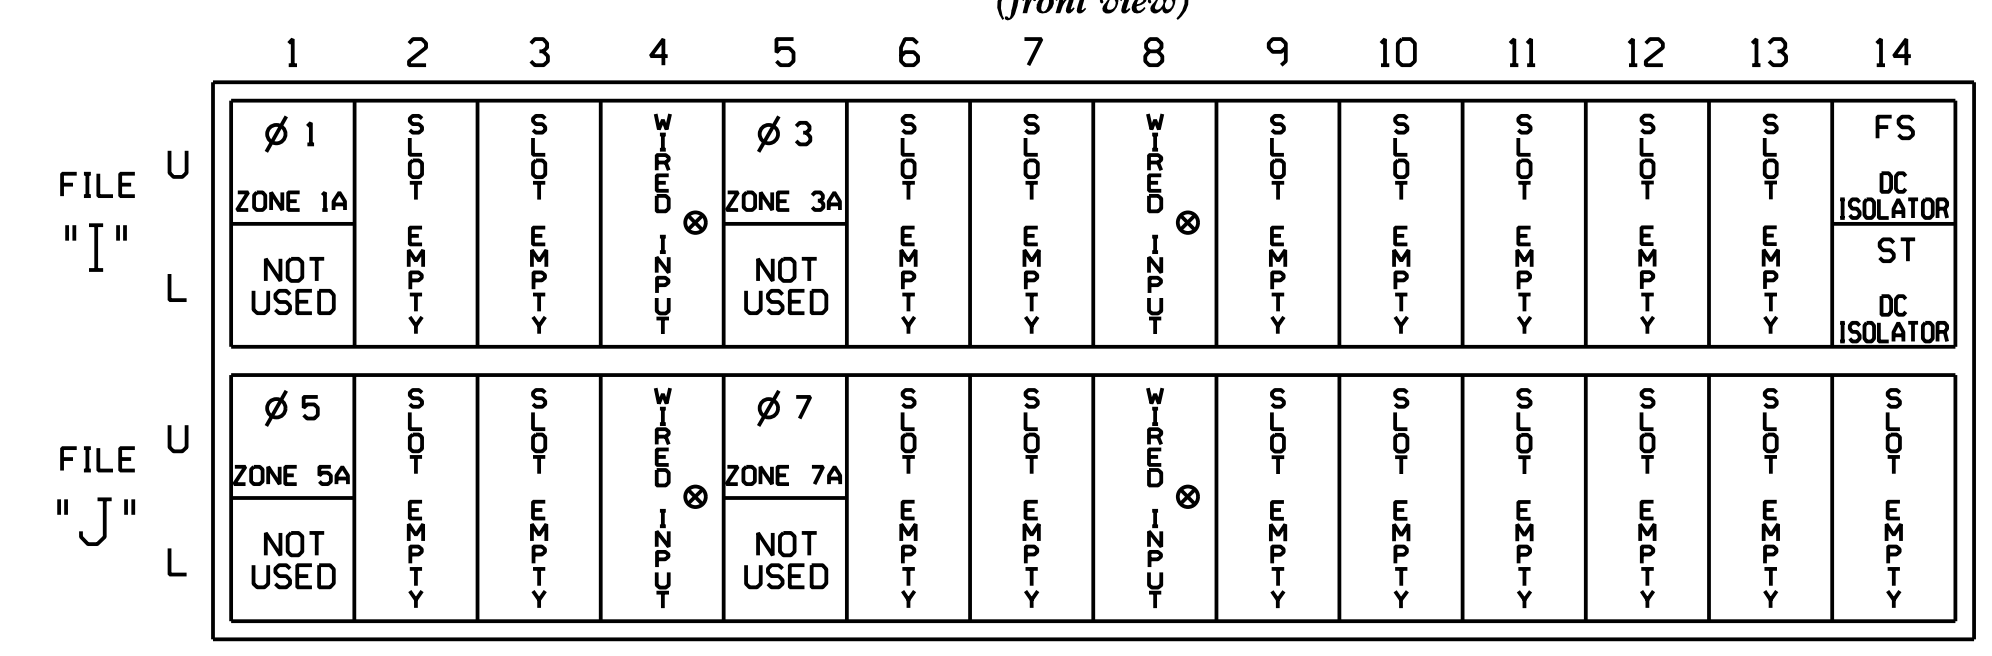 (front view)
1 2 3 4 5 6 7 8 9 10 11 12 13 14
FILE "I"
U
L
Ø 1
ZONE 1A
NOT
USED
SLOT EMPTY
SLOT EMPTY
WIRED INPUT
Ø 3
ZONE 3A
NOT
USED
SLOT EMPTY
SLOT EMPTY
WIRED INPUT
SLOT EMPTY
SLOT EMPTY
SLOT EMPTY
SLOT EMPTY
SLOT EMPTY
FS
DC
ISOLATOR
ST
DC
ISOLATOR
FILE "J"
U
L
Ø 5
ZONE 5A
NOT
USED
SLOT EMPTY
SLOT EMPTY
WIRED INPUT
Ø 7
ZONE 7A
NOT
USED
SLOT EMPTY
SLOT EMPTY
WIRED INPUT
SLOT EMPTY
SLOT EMPTY
SLOT EMPTY
SLOT EMPTY
SLOT EMPTY
SLOT EMPTY